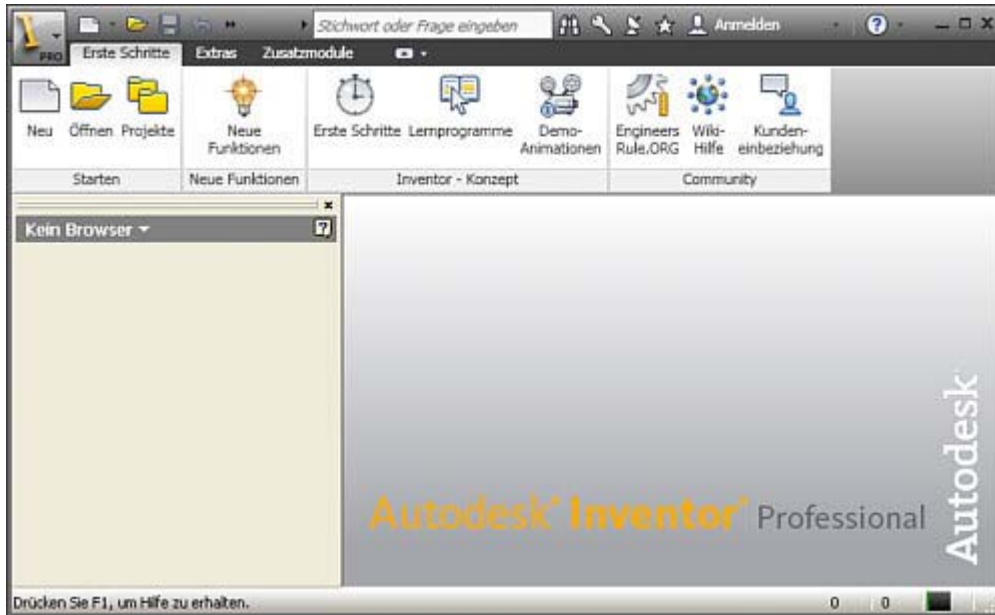 PRO
Stichwort oder Frage eingeben
Anmelden
?
Erste Schritte Extras Zusatzmodule
Neu Öffnen Projekte
Neue
Funktionen
Erste Schritte Lernprogramme
Demo-
Animationen
Engineers
Rule.ORG
Wiki-
Hilfe
Kunden-
einbeziehung
Starten Neue Funktionen Inventor - Konzept Community
Kein Browser
?
Autodesk
Autodesk® Inventor® Professional
Drücken Sie F1, um Hilfe zu erhalten.
0 0